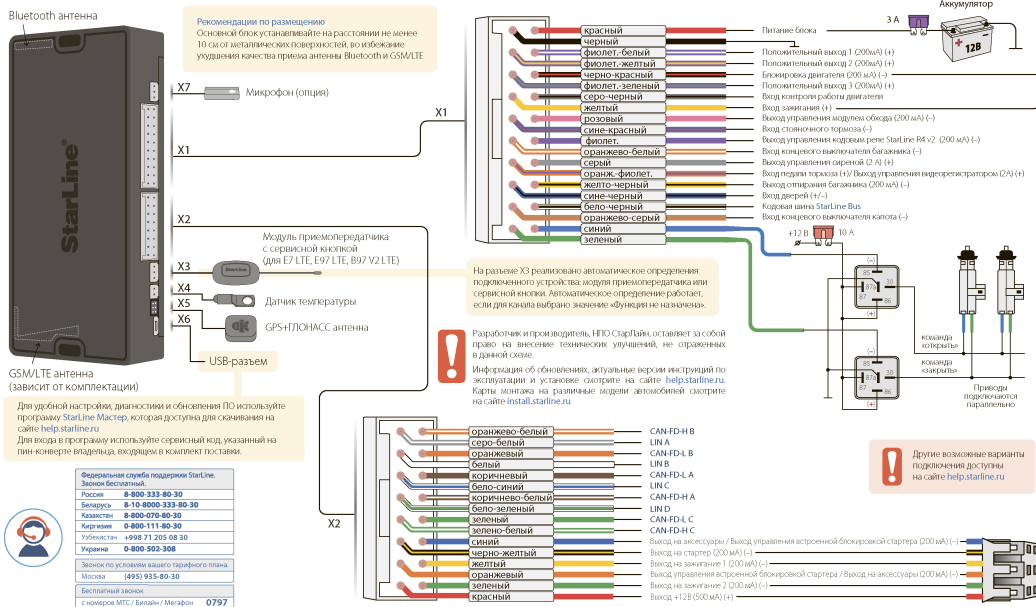 Bluetooth антенна
Рекомендации по размещению
Основной блок устанавливайте на расстоянии не менее
10 см от металлических поверхностей, во избежание
ухудшения качества приема антенны Bluetooth и GSM/LTE
StarLine
X7
Микрофон (опция)
X1
X1
X2
X3
Модуль приемопередатчика
с сервисной кнопкой
(для E7 LTE, E97 LTE, B97 V2 LTE)
StarLine
X4
Датчик температуры
X5
GPS+ГЛОНАСС антенна
X6
USB-разъем
GSM/LTE антенна
(зависит от комплектации)
Для удобной настройки, диагностики и обновления ПО используйте
программу StarLine Мастер, которая доступна для скачивания на
сайте help.starline.ru
Для входа в программу используйте сервисный код, указанный на
пин-конверте владельца, входящем в комплект поставки.
Федеральная служба поддержки StarLine.
Звонок бесплатный.
Россия 8-800-333-80-30
Беларусь 8-10-8000-333-80-30
Казахстан 8-800-070-80-30
Киргизия 0-800-111-80-30
Узбекистан +998 71 205 08 30
Украина 0-800-502-308
Звонок по условиям вашего тарифного плана.
Москва (495) 935-80-30
Бесплатный звонок
с номеров МТС / Билайн / Мегафон 0797
Аккумулятор
3 А
12В
красный Питание блока
черный
фиолет.-белый Положительный выход 1 (200мА) (+)
фиолет.-желтый Положительный выход 2 (200мА) (+)
черно-красный Блокировка двигателя (200 мА) (–)
фиолет.-зеленый Положительный выход 3 (200мА) (+)
серо-черный Вход контроля работы двигателя
желтый Вход зажигания (+)
розовый Выход управления модулем обхода (200 мА) (–)
сине-красный Вход стояночного тормоза (–)
фиолет. Выход управления кодовым реле StarLine R4 v2 (200 мА) (–)
оранжево-белый Вход концевого выключателя багажника (–)
серый Выход управления сиреной (2 А) (+)
оранж.-фиолет. Вход педали тормоза (+)/ Выход управления видеорегистратором (2А) (+)
желто-черный Выход отпирания багажника (200 мА) (–)
сине-черный Вход дверей (+/–)
бело-черный Кодовая шина StarLine Bus
оранжево-серый Вход концевого выключателя капота (–)
синий
зеленый
+12 В
10 А
(–)
85
30
87а
87
86
(+)
(–)
85
30
87а
87
86
(+)
команда
«открыть»
команда
«закрыть»
Приводы
подключаются
параллельно
На разъеме X3 реализовано автоматическое определения
подключенного устройства: модуля приемопередатчика или
сервисной кнопки. Автоматическое определение работает,
если для канала выбрано значение «Функция не назначена».
Разработчик и производитель, НПО СтарЛайн, оставляет за собой
право на внесение технических улучшений, не отраженных
в данной схеме.
Информация об обновлениях, актуальные версии инструкций по
эксплуатации и установке смотрите на сайте help.starline.ru.
Карты монтажа на различные модели автомобилей смотрите
на сайте install.starline.ru
X2
оранжево-белый CAN-FD-H B
серо-белый LIN A
оранжевый CAN-FD-L B
белый LIN B
коричневый CAN-FD-L A
бело-синий LIN C
коричнево-белый CAN-FD-H A
бело-зеленый LIN D
зеленый CAN-FD-L C
зелено-белый CAN-FD-H C
синий Выход на аксессуары / Выход управления встроенной блокировкой стартера (200 мА) (–)
черно-желтый Выход на стартер (200 мА) (–)
желтый Выход на зажигание 1 (200 мА) (–)
оранжевый Выход управления встроенной блокировкой стартера / Выход на аксессуары (200 мА) (–)
зеленый Выход на зажигание 2 (200 мА) (–)
красный Выход +12В (500 мА) (+)
Другие возможные варианты
подключения доступны
на сайте help.starline.ru